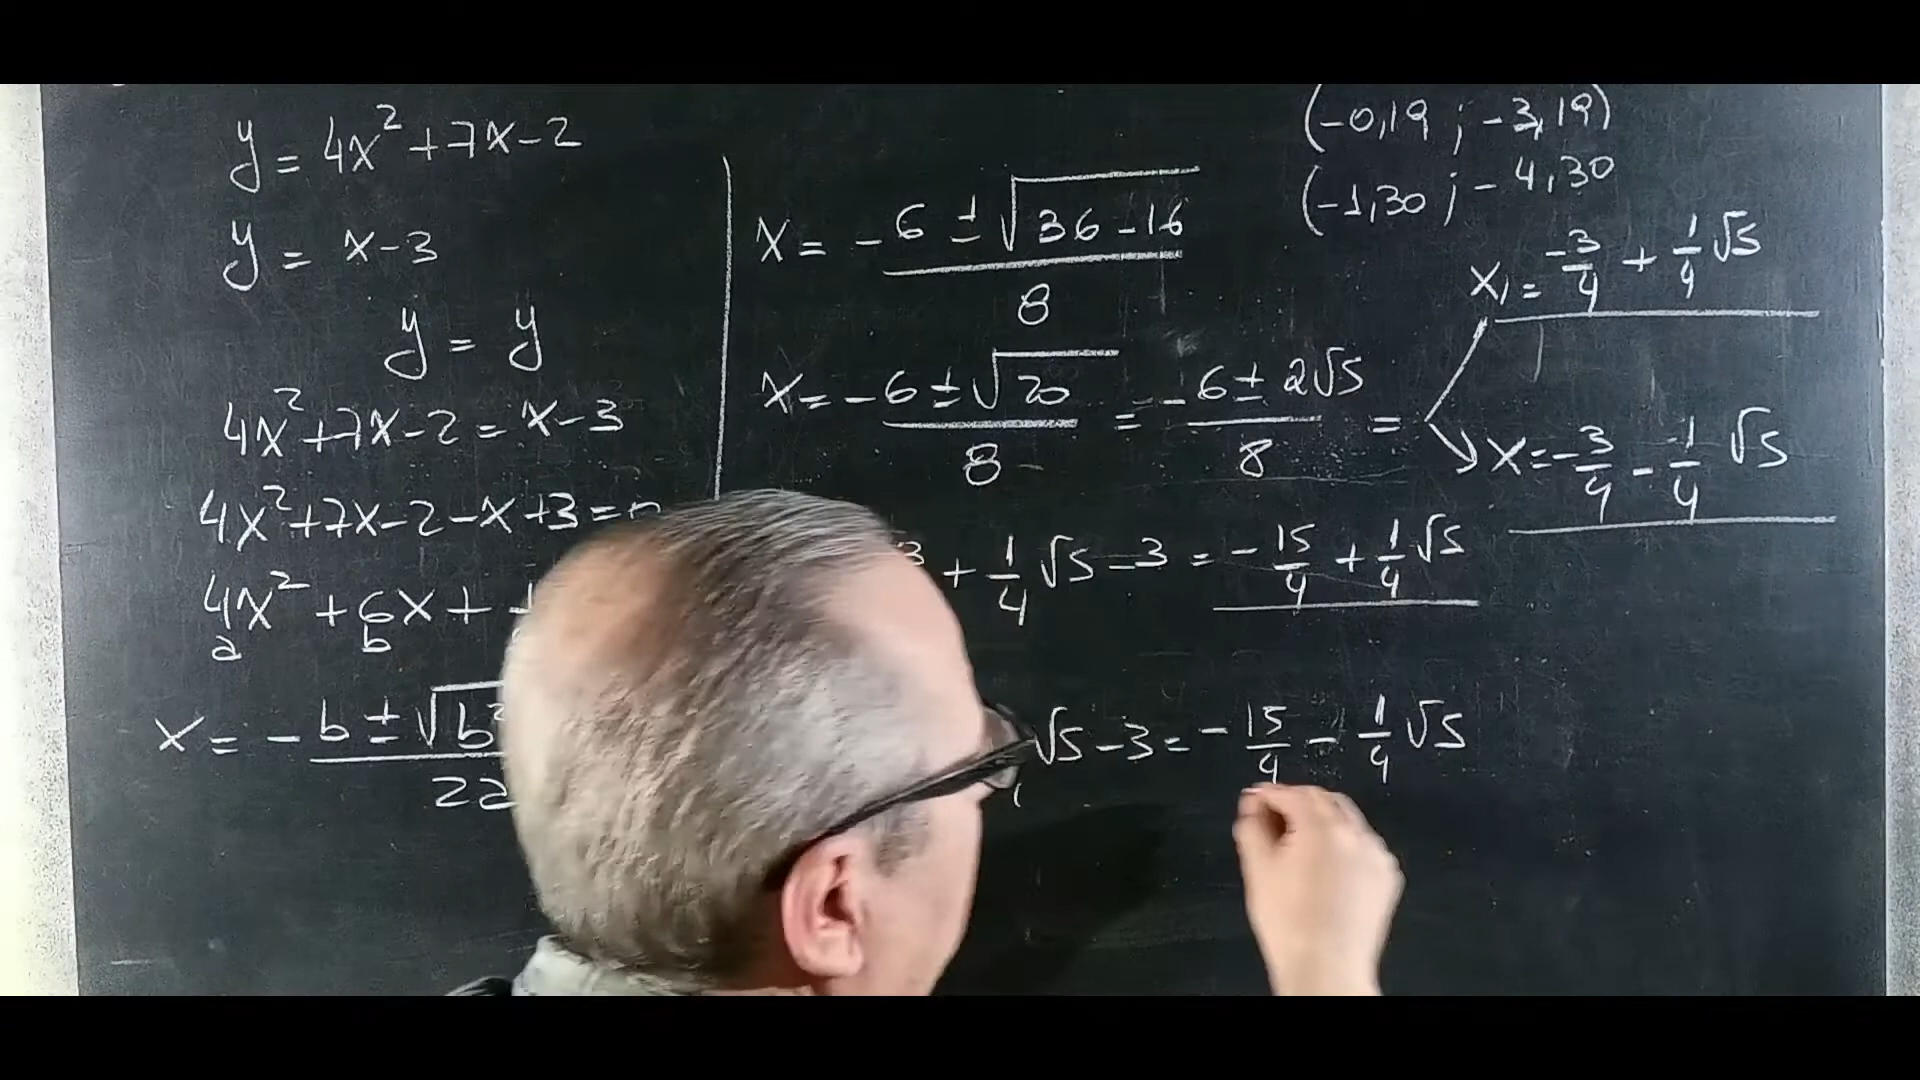 y = 4x² + 7x - 2
y = x - 3
y = y
4x² + 7x - 2 = x - 3
4x² + 7x - 2 - x + 3 =
4x² + 6x +
a b
x = -b ± √b²
2a
x = -6 ± √36 - 16
8
x = -6 ± √20 = -6 ± 2√5 =
8 8
+ 1/4 √5 - 3 = -15/4 + 1/4 √5
√5 - 3 = -15/4 - 1/4 √5
(-0,19 ; -3,19)
(-1,30 ; -4,30
x₁ = -3/4 + 1/4 √5
x = -3/4 - 1/4 √5